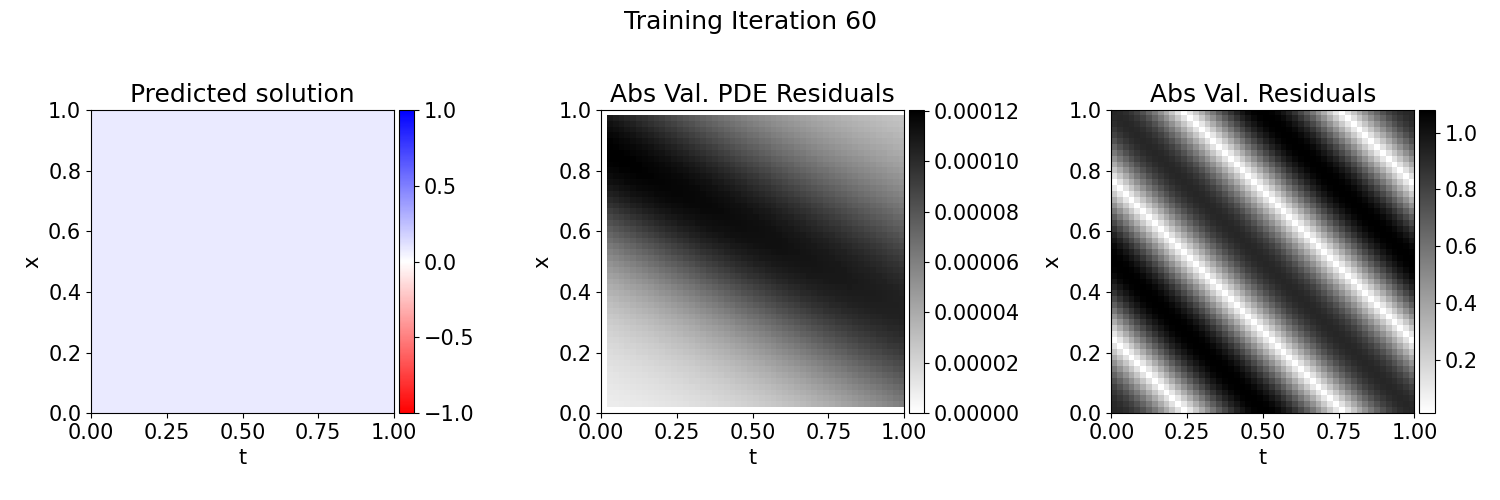 Training Iteration 60
Predicted solution
1.0
0.8
0.6
0.4
0.2
0.0
x
0.00 0.25 0.50 0.75 1.00
t
1.0
0.5
0.0
−0.5
−1.0
Abs Val. PDE Residuals
1.0
0.8
0.6
0.4
0.2
0.0
x
0.00 0.25 0.50 0.75 1.00
t
0.00012
0.00010
0.00008
0.00006
0.00004
0.00002
0.00000
Abs Val. Residuals
1.0
0.8
0.6
0.4
0.2
0.0
x
0.00 0.25 0.50 0.75 1.00
t
1.0
0.8
0.6
0.4
0.2